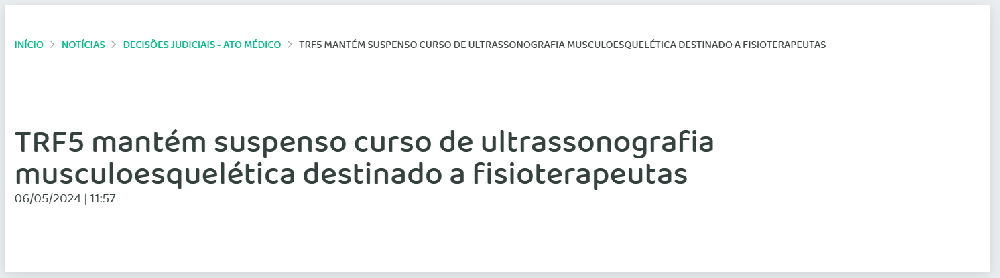 INÍCIO > NOTÍCIAS > DECISÕES JUDICIAIS - ATO MÉDICO > TRF5 MANTÉM SUSPENSO CURSO DE ULTRASSONOGRAFIA MUSCULOESQUELÉTICA DESTINADO A FISIOTERAPEUTAS
TRF5 mantém suspenso curso de ultrassonografia
musculoesquelética destinado a fisioterapeutas
06/05/2024 | 11:57